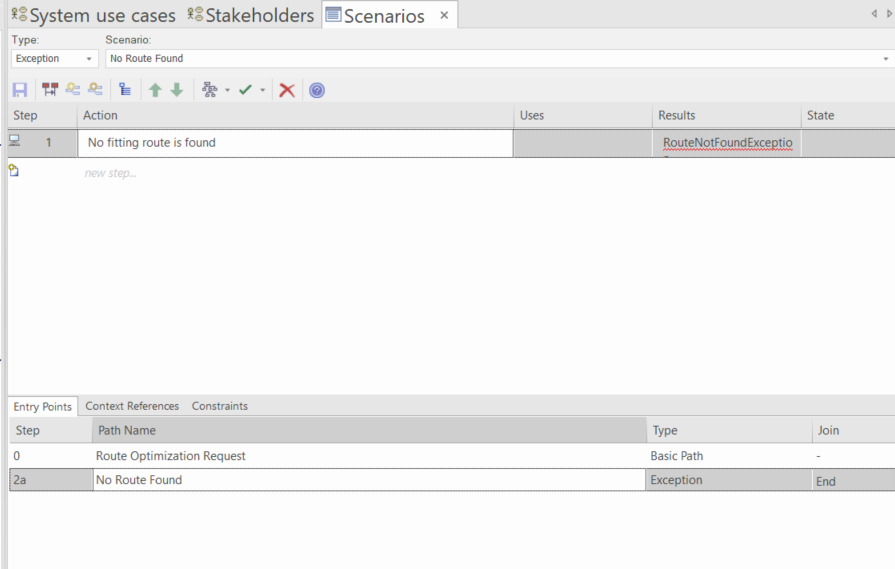 System use cases Stakeholders Scenarios ×
Type: Scenario:
Exception No Route Found
Step Action Uses Results State
1 No fitting route is found RouteNotFoundExceptio
new step...
Entry Points Context References Constraints
Step Path Name Type Join
0 Route Optimization Request Basic Path -
2a No Route Found Exception End